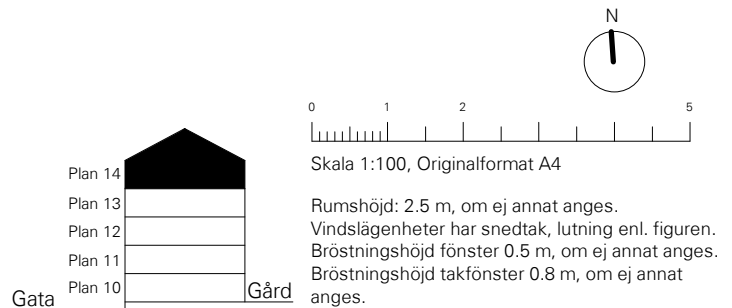 N
0 1 2 5
Skala 1:100, Originalformat A4
Rumshöjd: 2.5 m, om ej annat anges.
Vindslägenheter har snedtak, lutning enl. figuren.
Bröstningshöjd fönster 0.5 m, om ej annat anges.
Bröstningshöjd takfönster 0.8 m, om ej annat
anges.
Plan 14
Plan 13
Plan 12
Plan 11
Plan 10
Gata
Gård